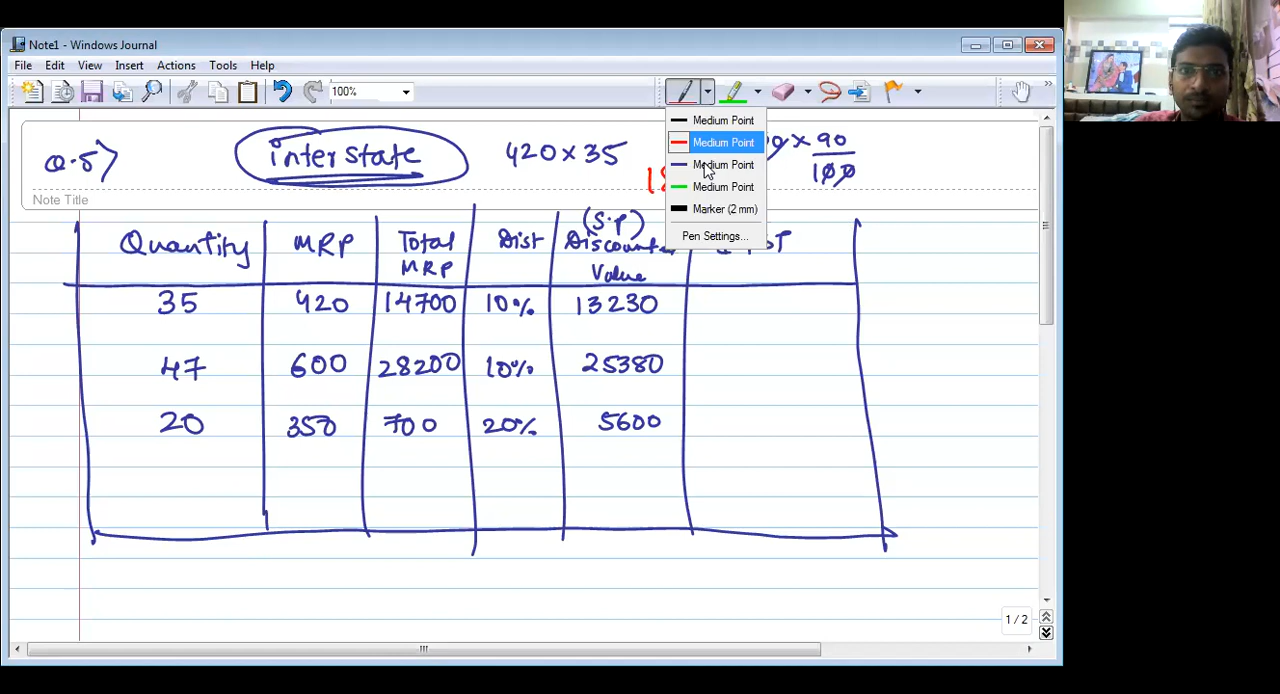 Note1 - Windows Journal
File Edit View Insert Actions Tools Help
100%
Medium Point
Medium Point
Medium Point
Medium Point
Marker (2 mm)
Pen Settings...
Q.5) interstate 420 × 35
× 90
100
Note Title
Quantity MRP Total MRP Dist (S.P) Discounted Value
35 420 14700 10% 13230
47 600 28200 10% 25380
20 350 700 20% 5600
1 / 2